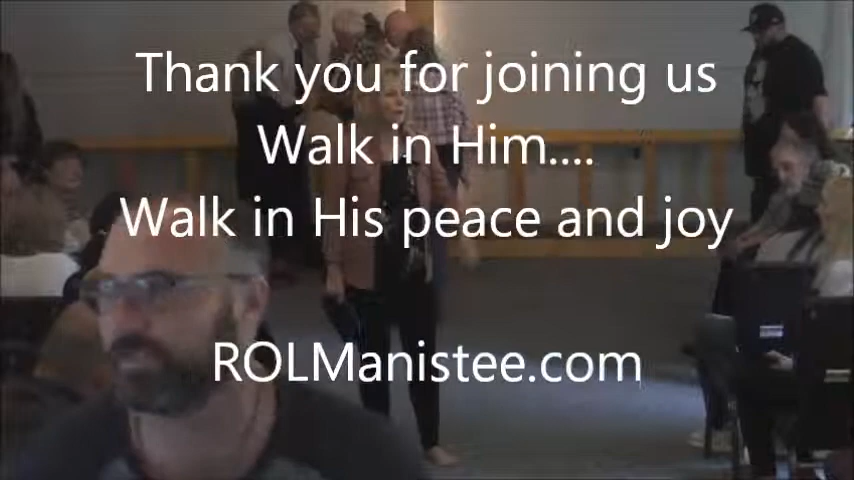 Thank you for joining us
Walk in Him....
Walk in His peace and joy
ROLManistee.com